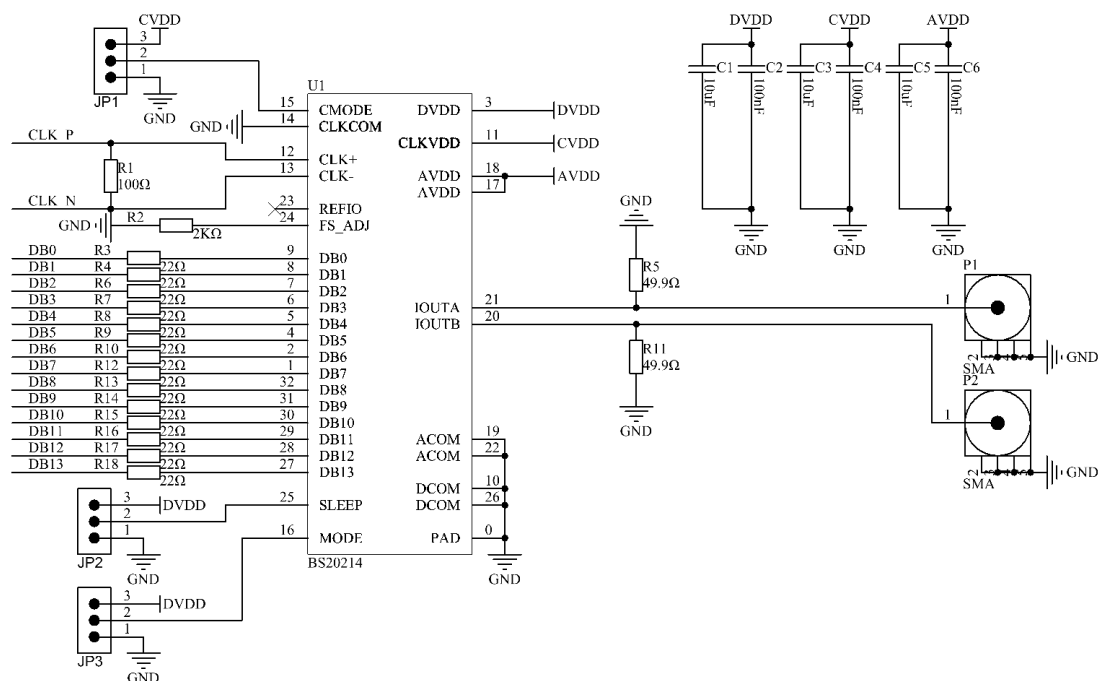 CVDD
3
2
1
JP1
GND
U1
15 CMODE
GND 14 CLKCOM
CLK_P
12 CLK+
13 CLK-
R1
100Ω
CLK_N
23 REFIO
GND R2 24 FS_ADJ
2KΩ
DB0 R3 22Ω 9 DB0
DB1 R4 22Ω 8 DB1
DB2 R6 22Ω 7 DB2
DB3 R7 22Ω 6 DB3
DB4 R8 22Ω 5 DB4
DB5 R9 22Ω 4 DB5
DB6 R10 22Ω 2 DB6
DB7 R12 22Ω 1 DB7
DB8 R13 22Ω 32 DB8
DB9 R14 22Ω 31 DB9
DB10 R15 22Ω 30 DB10
DB11 R16 22Ω 29 DB11
DB12 R17 22Ω 28 DB12
DB13 R18 22Ω 27 DB13
3 DVDD
2
1
JP2
GND
25 SLEEP
16 MODE
BS20214
3 DVDD
2
1
JP3
GND
DVDD 3 DVDD
CLKVDD 11 CVDD
AVDD 18 AVDD
AVDD 17
IOUTA 21
IOUTB 20
ACOM 19
ACOM 22
DCOM 10
DCOM 26
PAD 0
GND
GND
R5
49.9Ω
R11
49.9Ω
GND
DVDD CVDD AVDD
C1 C2 C3 C4 C5 C6
10uF 100nF 10uF 100nF 10uF 100nF
GND GND GND
P1
1
2 3 4 5 GND
SMA
P2
1
2 3 4 5 GND
SMA